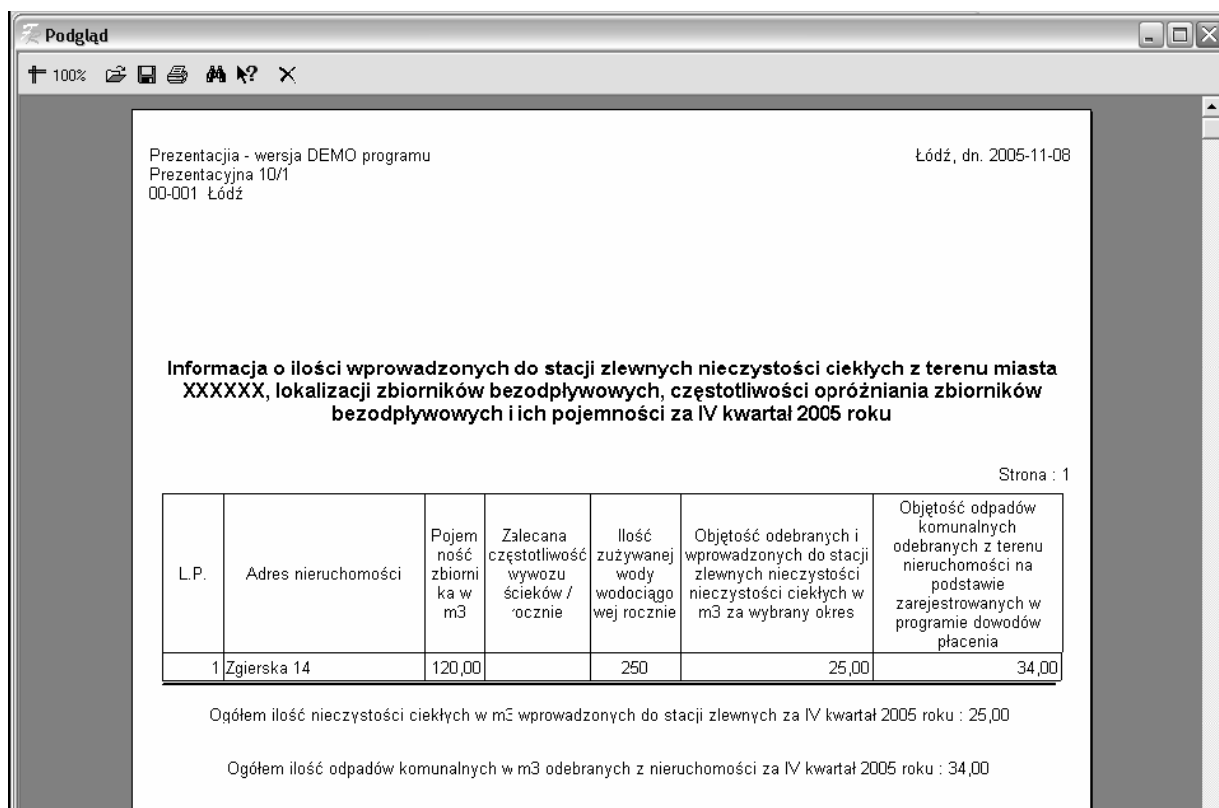 Podgląd
100%
Prezentacjia - wersja DEMO programu
Prezentacyjna 10/1
00-001 Łódź
Łódź, dn. 2005-11-08
Informacja o ilości wprowadzonych do stacji zlewnych nieczystości ciekłych z terenu miasta
XXXXXX, lokalizacji zbiorników bezodpływowych, częstotliwości opróżniania zbiorników
bezodpływowych i ich pojemności za IV kwartał 2005 roku
Strona : 1
L.P.
Adres nieruchomości
Pojem
ność
zbiorni
ka w
m3
Zalecana
częstotliwość
wywozu
ścieków /
rocznie
Ilość
zużywanej
wody
wodociągo
wej rocznie
Objętość odebranych i
wprowadzonych do stacji
zlewnych nieczystości
nieczystości ciekłych w
m3 za wybrany okres
Objętość odpadów
komunalnych
odebranych z terenu
nieruchomości na
podstawie
zarejestrowanych w
programie dowodów
płacenia
1 Zgierska 14 120,00 250 25,00 34,00
Ogółem ilość nieczystości ciekłych w m3 wprowadzonych do stacji zlewnych za IV kwartał 2005 roku : 25,00
Ogółem ilość odpadów komunalnych w m3 odebranych z nieruchomości za IV kwartał 2005 roku : 34,00